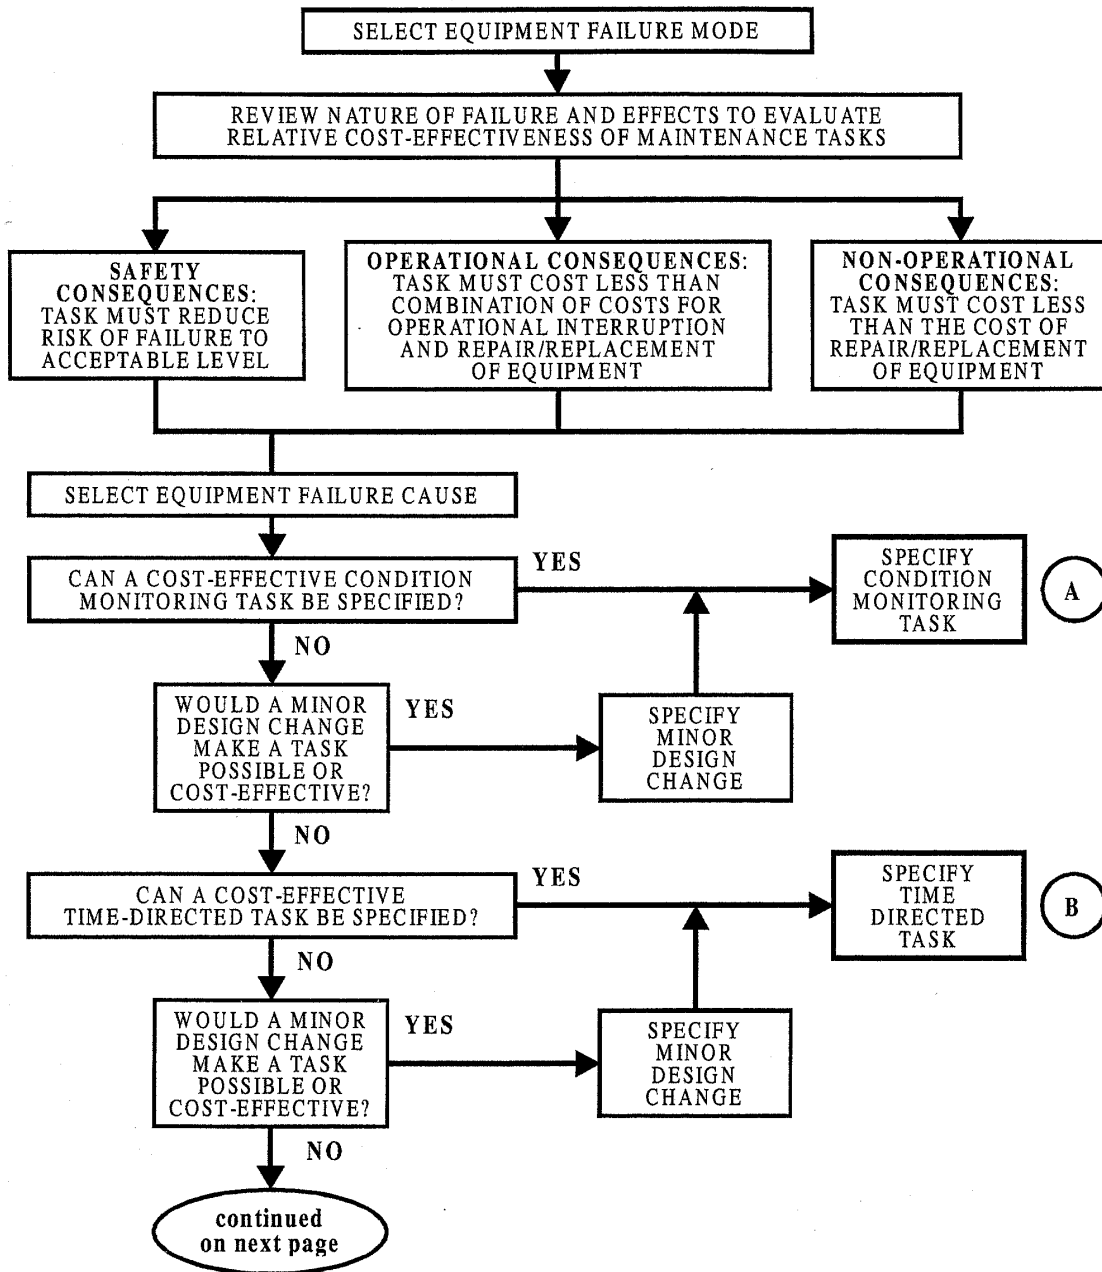 SELECT EQUIPMENT FAILURE MODE
REVIEW NATURE OF FAILURE AND EFFECTS TO EVALUATE
RELATIVE COST-EFFECTIVENESS OF MAINTENANCE TASKS
SAFETY
CONSEQUENCES:
TASK MUST REDUCE
RISK OF FAILURE TO
ACCEPTABLE LEVEL
OPERATIONAL CONSEQUENCES:
TASK MUST COST LESS THAN
COMBINATION OF COSTS FOR
OPERATIONAL INTERRUPTION
AND REPAIR/REPLACEMENT
OF EQUIPMENT
NON-OPERATIONAL
CONSEQUENCES:
TASK MUST COST LESS
THAN THE COST OF
REPAIR/REPLACEMENT
OF EQUIPMENT
SELECT EQUIPMENT FAILURE CAUSE
CAN A COST-EFFECTIVE CONDITION
MONITORING TASK BE SPECIFIED?
YES
SPECIFY
CONDITION
MONITORING
TASK
A
NO
WOULD A MINOR
DESIGN CHANGE
MAKE A TASK
POSSIBLE OR
COST-EFFECTIVE?
YES
SPECIFY
MINOR
DESIGN
CHANGE
NO
CAN A COST-EFFECTIVE
TIME-DIRECTED TASK BE SPECIFIED?
YES
SPECIFY
TIME
DIRECTED
TASK
B
NO
WOULD A MINOR
DESIGN CHANGE
MAKE A TASK
POSSIBLE OR
COST-EFFECTIVE?
YES
SPECIFY
MINOR
DESIGN
CHANGE
NO
continued
on next page